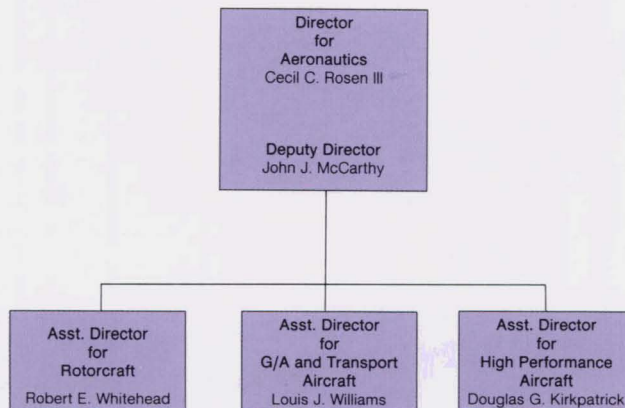 Director
for
Aeronautics
Cecil C. Rosen III
Deputy Director
John J. McCarthy
Asst. Director
for
Rotorcraft
Robert E. Whitehead
Asst. Director
for
G/A and Transport
Aircraft
Louis J. Williams
Asst. Director
for
High Performance
Aircraft
Douglas G. Kirkpatrick